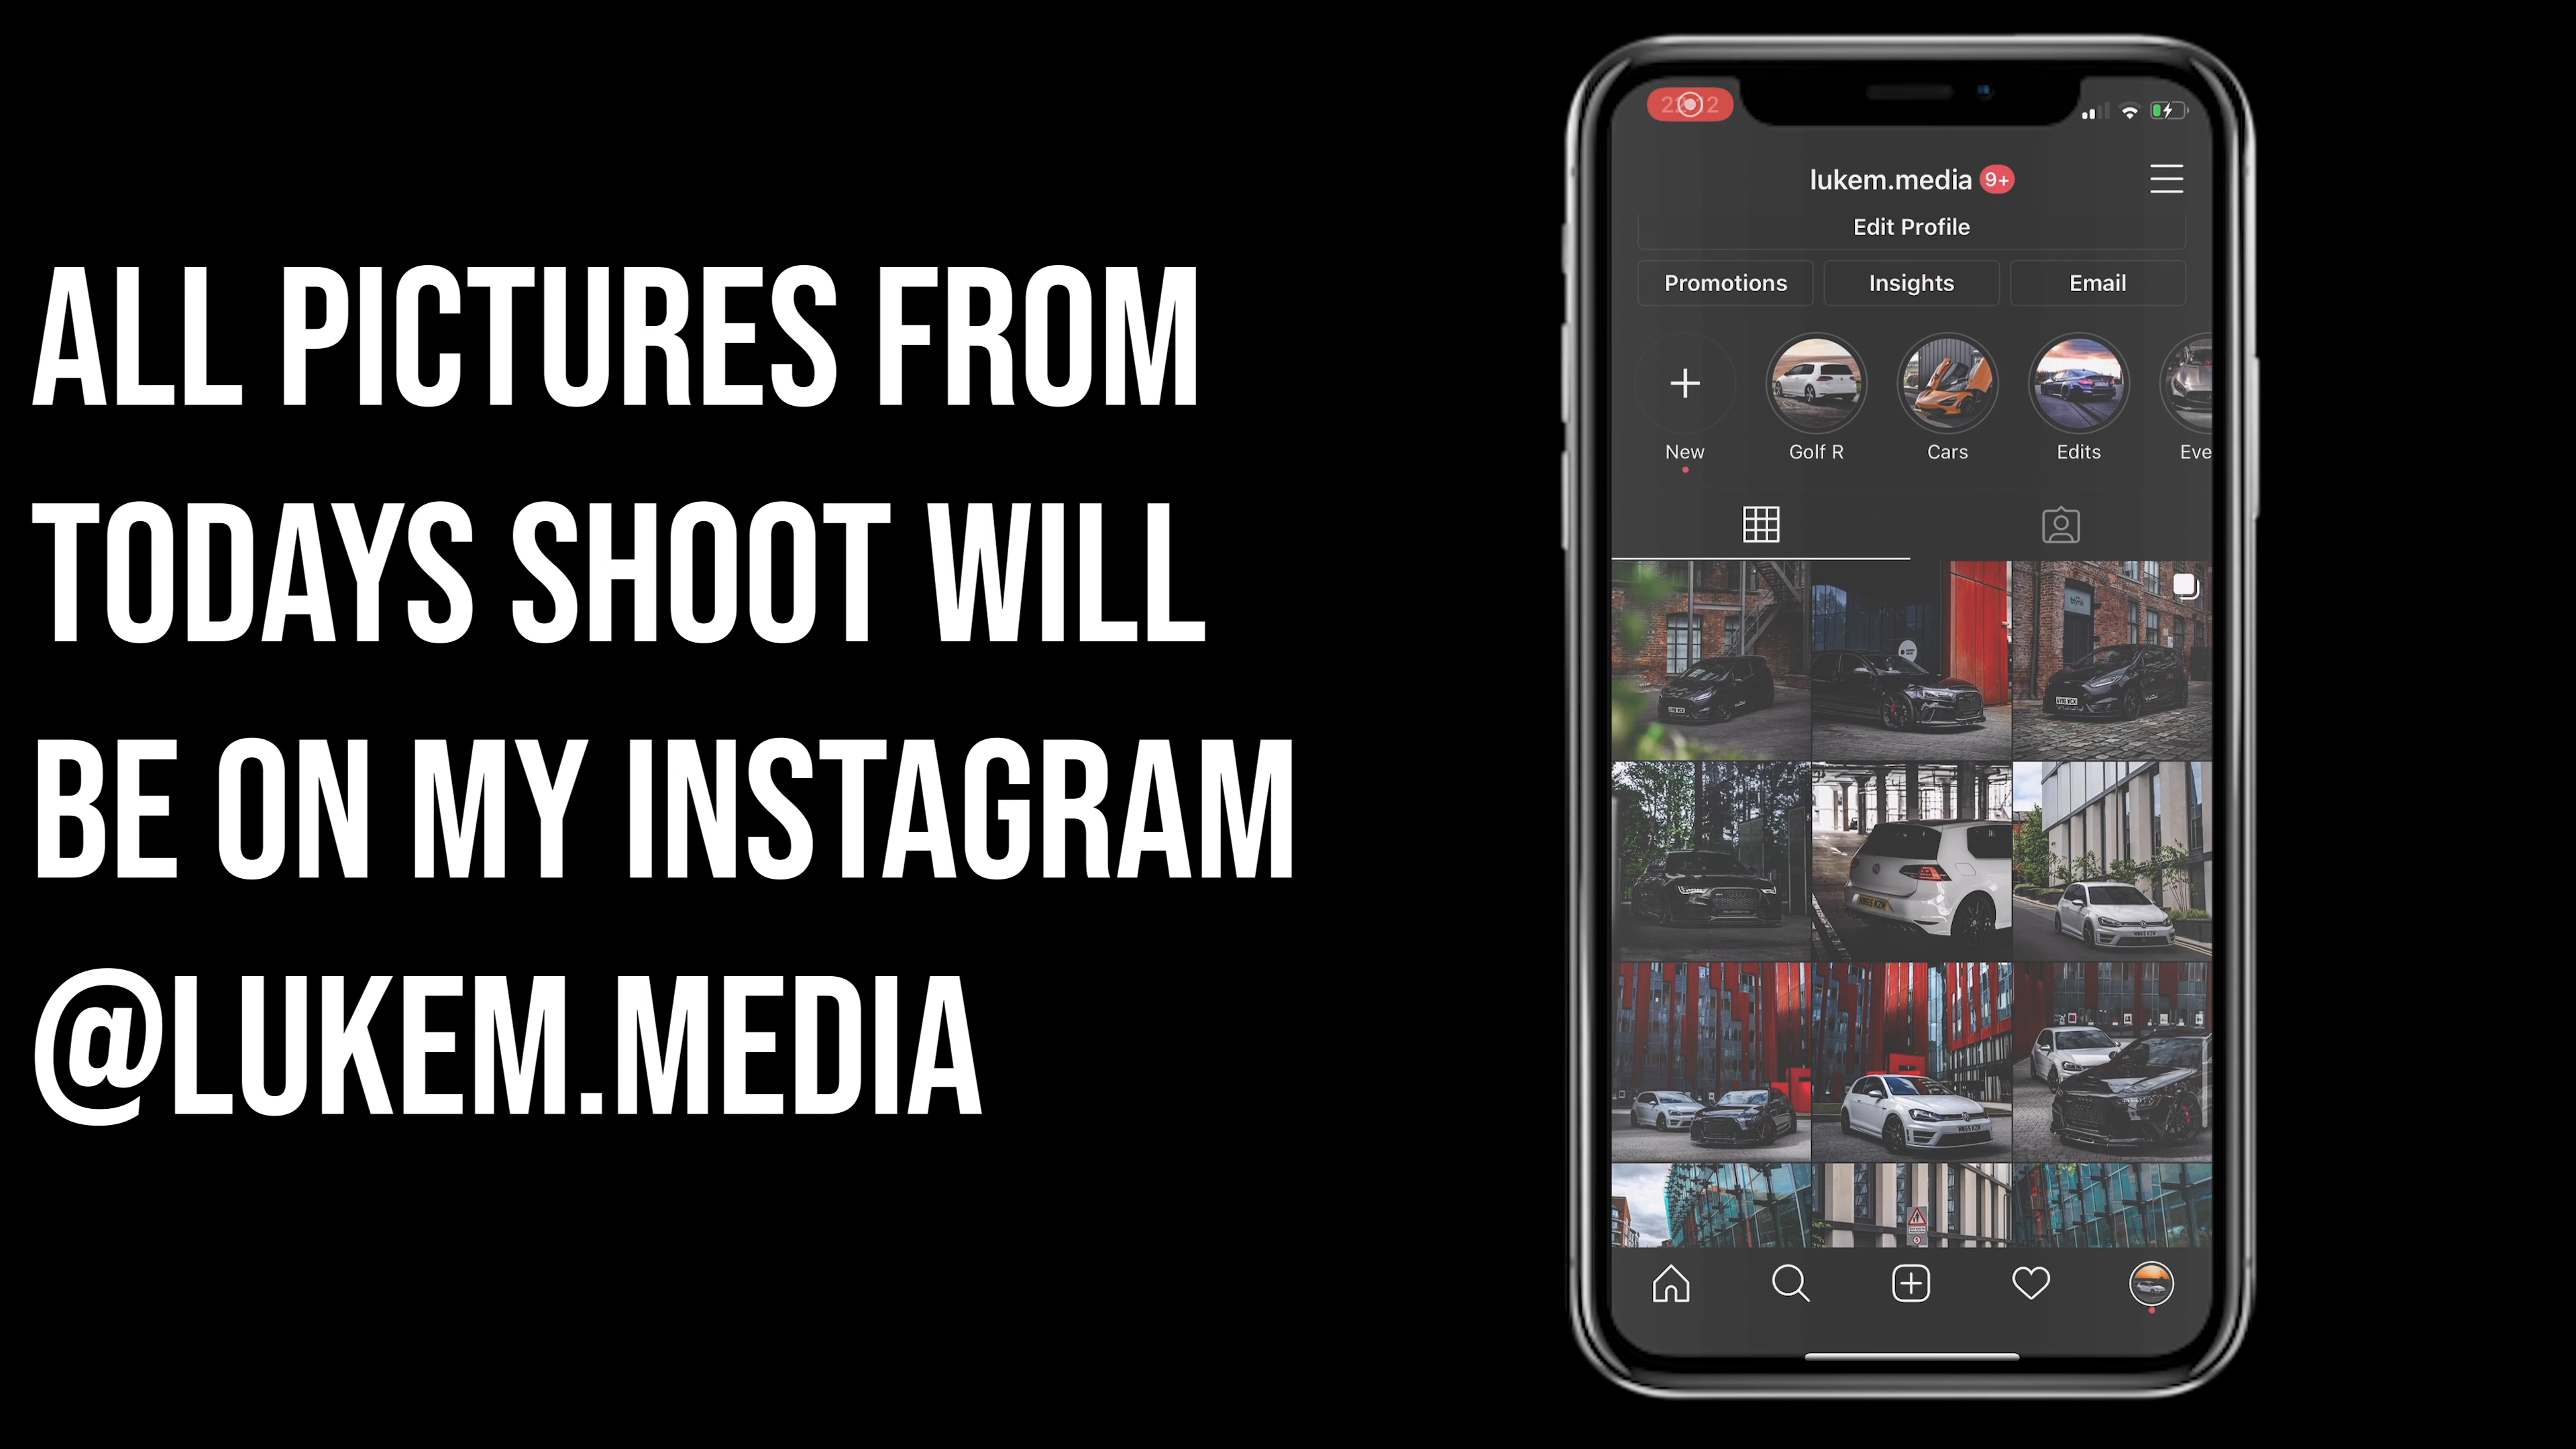 ALL PICTURES FROM
TODAYS SHOOT WILL
BE ON MY INSTAGRAM
@LUKEM.MEDIA
lukem.media 9+
Edit Profile
Promotions Insights Email
New Golf R Cars Edits Eve